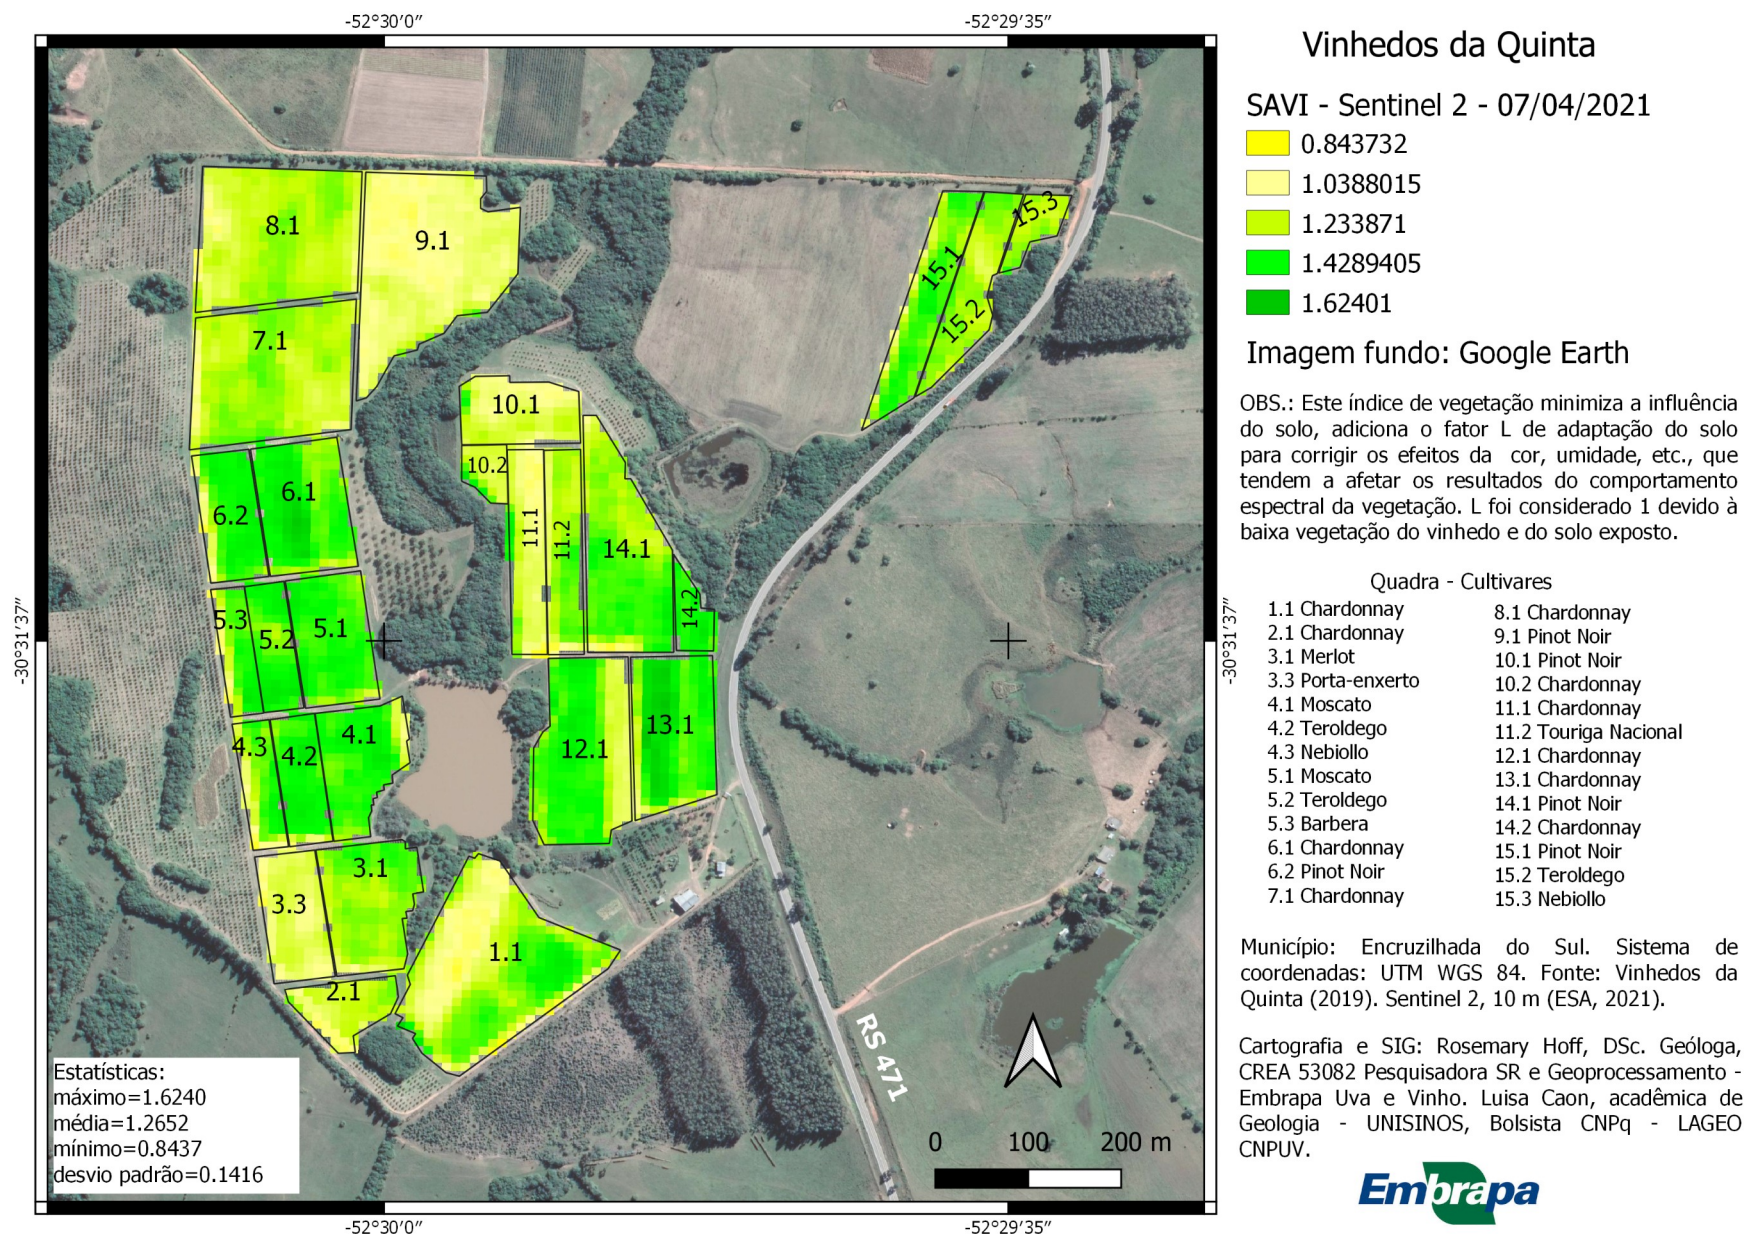 -52°30′0″
-52°29′35″
Vinhedos da Quinta
SAVI - Sentinel 2 - 07/04/2021
0.843732
1.0388015
1.233871
1.4289405
1.62401
Imagem fundo: Google Earth
OBS.: Este índice de vegetação minimiza a influência
do solo, adiciona o fator L de adaptação do solo
para corrigir os efeitos da cor, umidade, etc., que
tendem a afetar os resultados do comportamento
espectral da vegetação. L foi considerado 1 devido à
baixa vegetação do vinhedo e do solo exposto.
Quadra - Cultivares
1.1 Chardonnay
2.1 Chardonnay
3.1 Merlot
3.3 Porta-enxerto
4.1 Moscato
4.2 Teroldego
4.3 Nebiollo
5.1 Moscato
5.2 Teroldego
5.3 Barbera
6.1 Chardonnay
6.2 Pinot Noir
7.1 Chardonnay
8.1 Chardonnay
9.1 Pinot Noir
10.1 Pinot Noir
10.2 Chardonnay
11.1 Chardonnay
11.2 Touriga Nacional
12.1 Chardonnay
13.1 Chardonnay
14.1 Pinot Noir
14.2 Chardonnay
15.1 Pinot Noir
15.2 Teroldego
15.3 Nebiollo
Município: Encruzilhada do Sul. Sistema de
coordenadas: UTM WGS 84. Fonte: Vinhedos da
Quinta (2019). Sentinel 2, 10 m (ESA, 2021).
Cartografia e SIG: Rosemary Hoff, DSc. Geóloga,
CREA 53082 Pesquisadora SR e Geoprocessamento -
Embrapa Uva e Vinho. Luisa Caon, acadêmica de
Geologia - UNISINOS, Bolsista CNPq - LAGEO
CNPUV.
Embrapa
8.1
9.1
15.3
15.1
15.2
7.1
10.1
10.2
6.1
6.2
11.1
11.2
14.1
14.2
5.3
5.2
5.1
4.3
4.2
4.1
12.1
13.1
3.1
3.3
1.1
2.1
RS 471
-30°31′37″
-30°31′37″
Estatísticas:
máximo=1.6240
média=1.2652
mínimo=0.8437
desvio padrão=0.1416
0 100 200 m
-52°30′0″
-52°29′35″